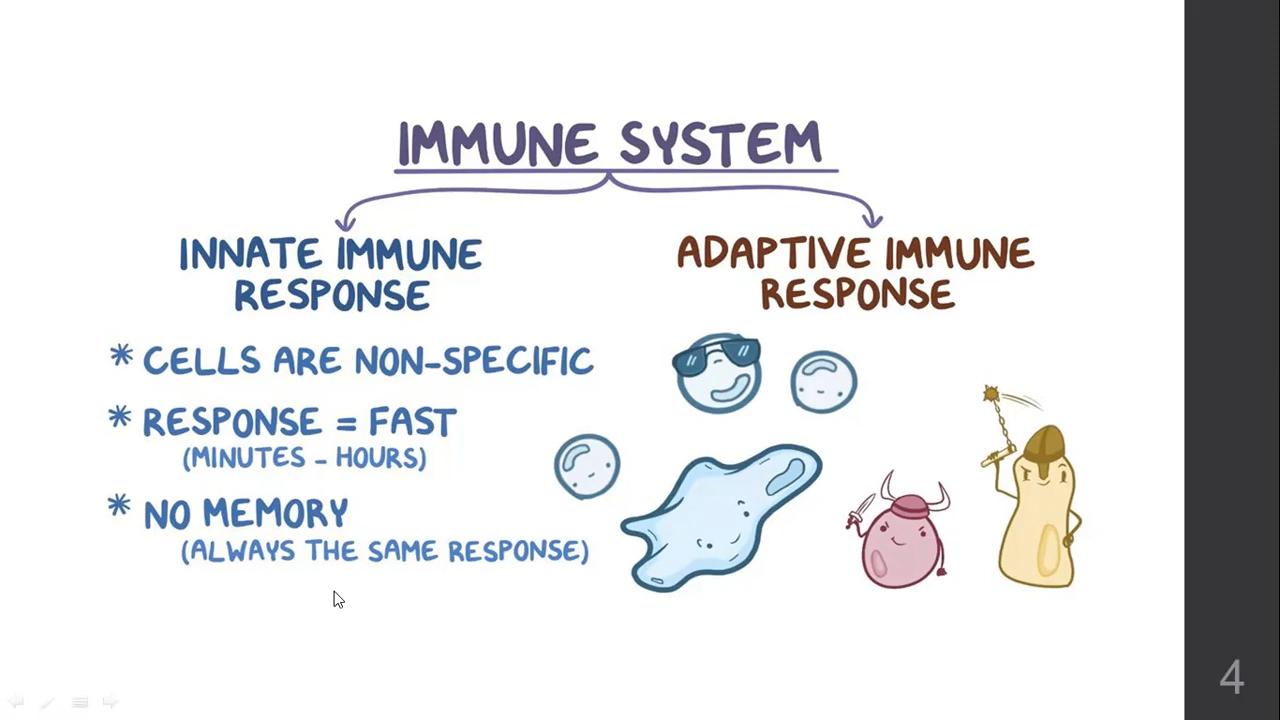 IMMUNE SYSTEM
INNATE IMMUNE
RESPONSE
* CELLS ARE NON-SPECIFIC
* RESPONSE = FAST
(MINUTES - HOURS)
* NO MEMORY
(ALWAYS THE SAME RESPONSE)
ADAPTIVE IMMUNE
RESPONSE
4